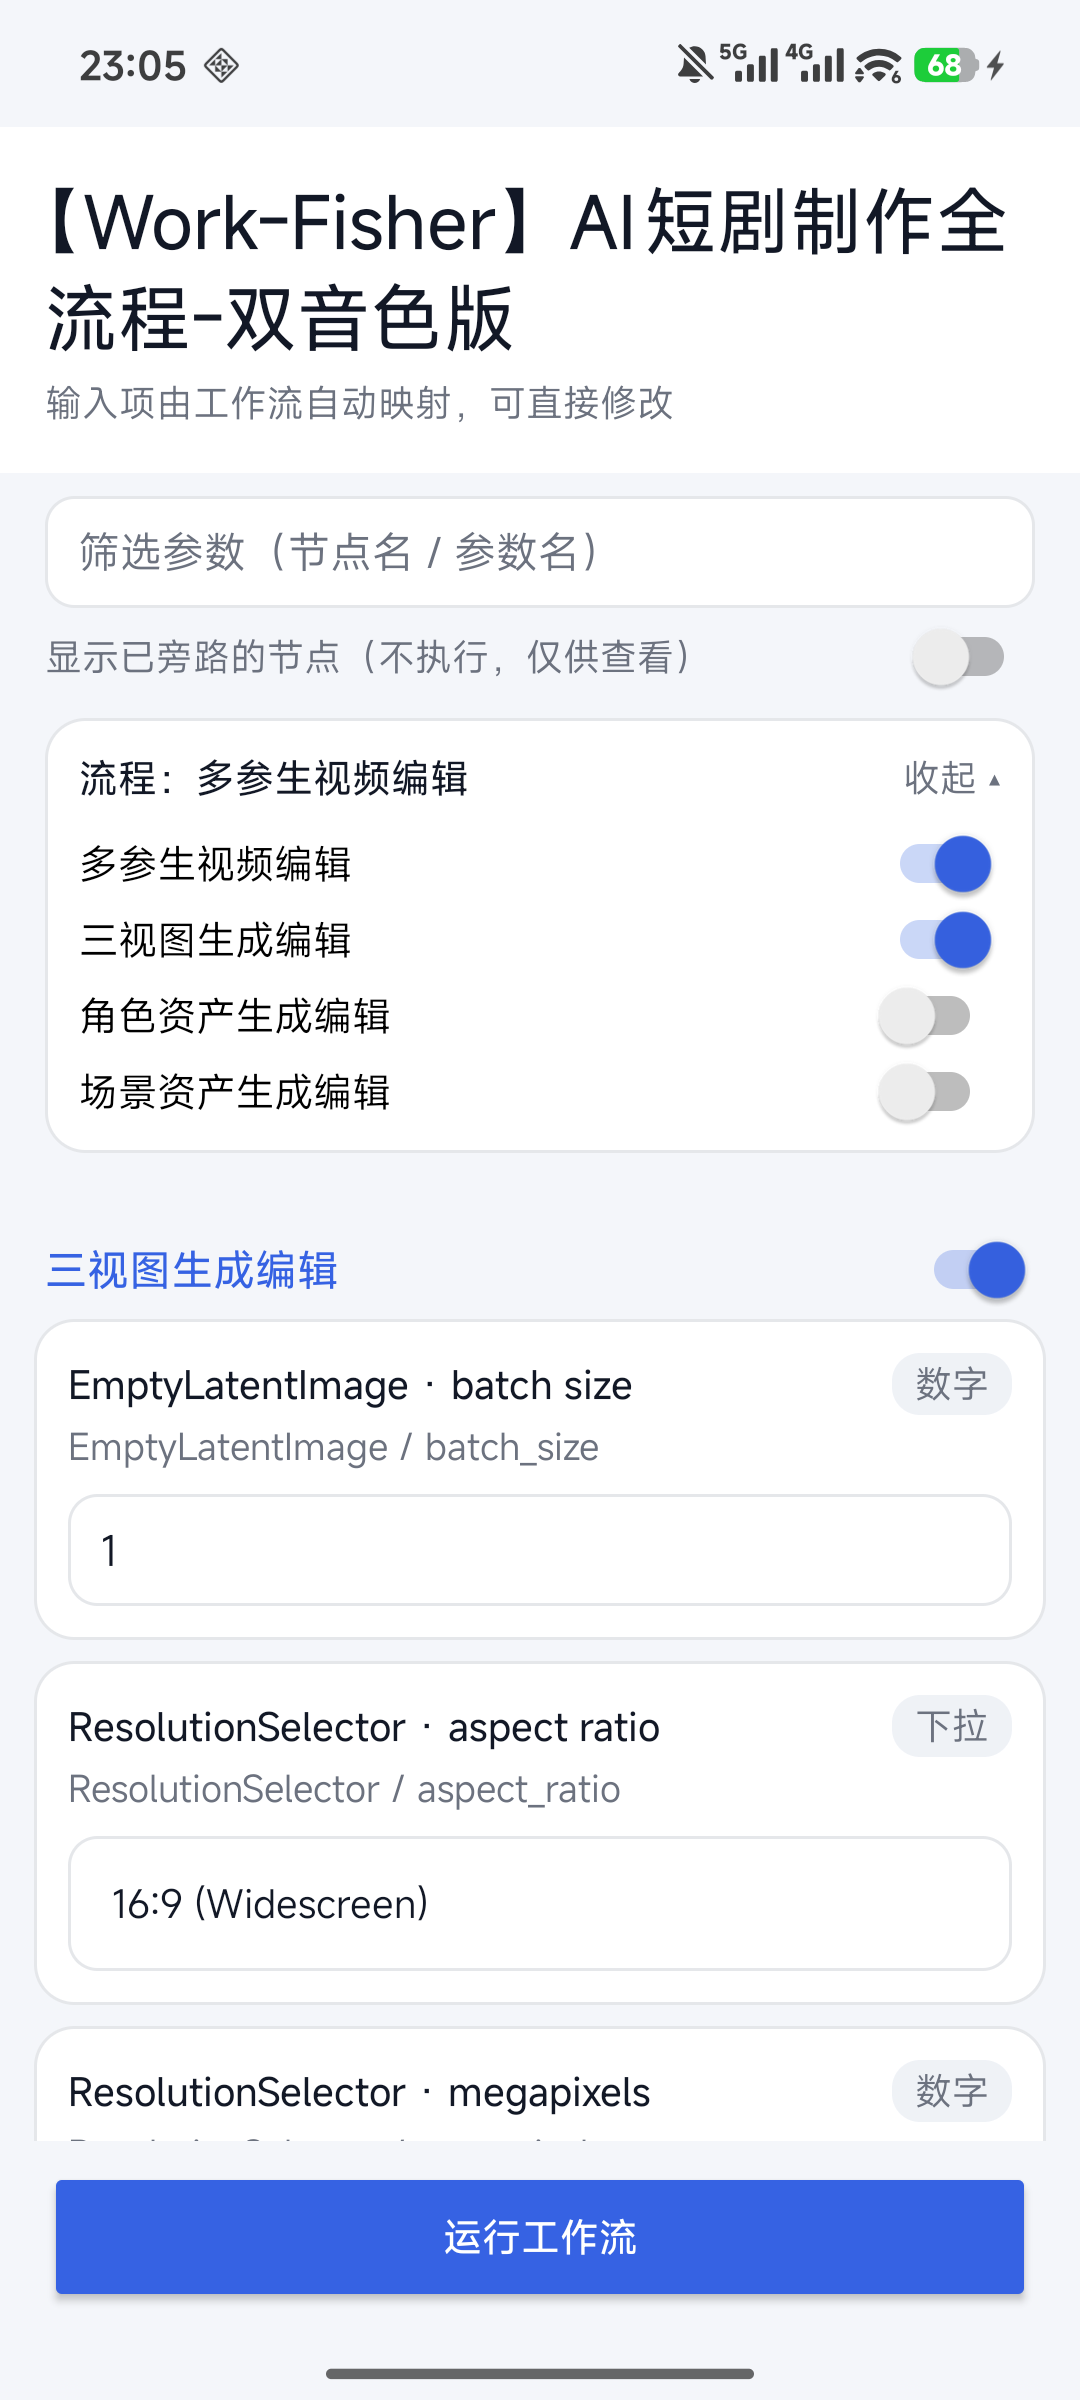 23:05 5G 4G 6 68
【Work-Fisher】AI短剧制作全
流程-双音色版
输入项由工作流自动映射，可直接修改
筛选参数（节点名 / 参数名）
显示已旁路的节点（不执行，仅供查看）
流程：多参生视频编辑 收起 ▲
多参生视频编辑
三视图生成编辑
角色资产生成编辑
场景资产生成编辑
三视图生成编辑
EmptyLatentImage · batch size 数字
EmptyLatentImage / batch_size
1
ResolutionSelector · aspect ratio 下拉
ResolutionSelector / aspect_ratio
16:9 (Widescreen)
ResolutionSelector · megapixels 数字
运行工作流